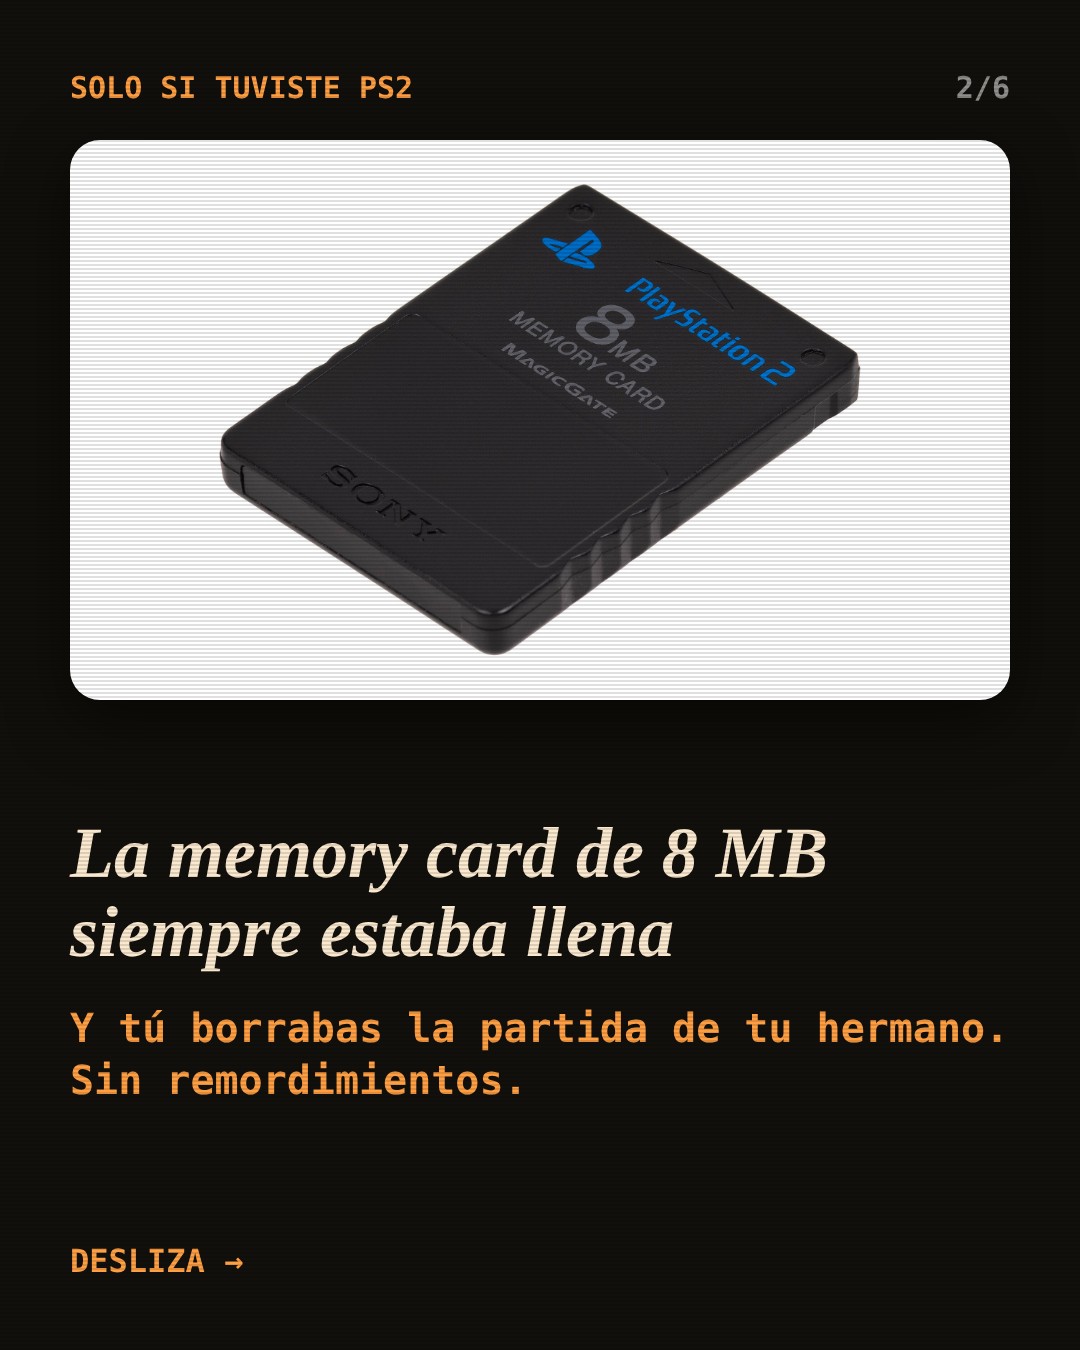 SOLO SI TUVISTE PS2
2/6
PlayStation 2
8MB
MEMORY CARD
MAGICGATE
SONY
La memory card de 8 MB
siempre estaba llena
Y tú borrabas la partida de tu hermano.
Sin remordimientos.
DESLIZA →